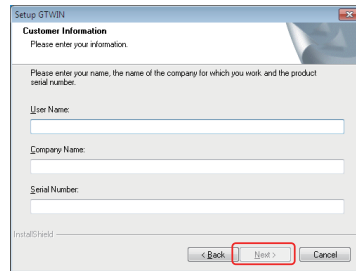 Setup GTWIN
Customer Information
Please enter your information.
Please enter your name, the name of the company for which you work and the product
serial number.
User Name:
Company Name:
Serial Number:
InstallShield
< Back
Next >
Cancel